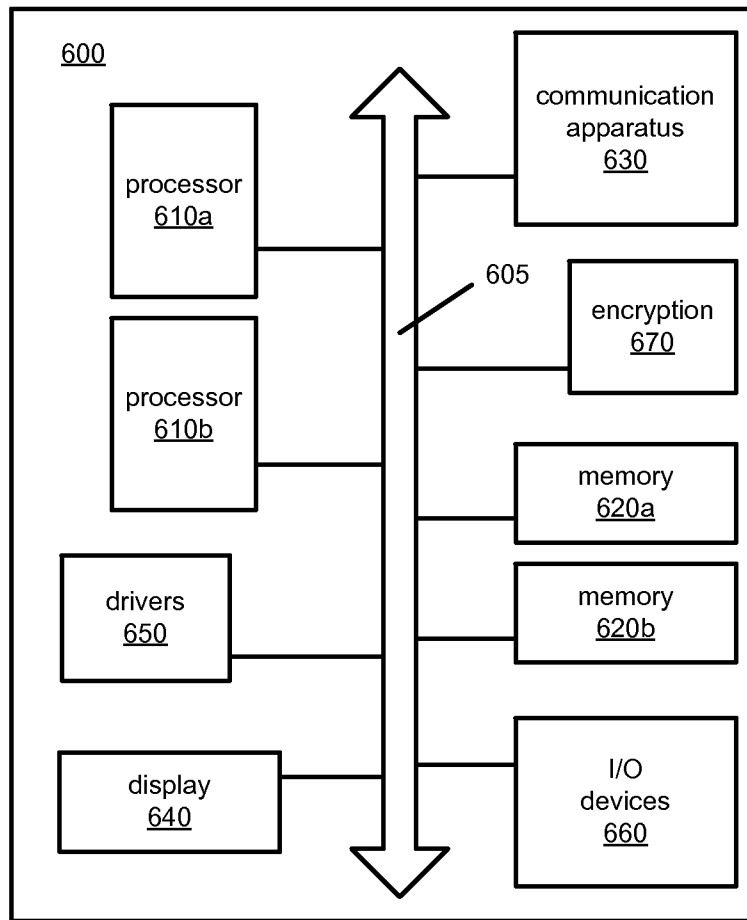 600
processor
610a
processor
610b
drivers
650
display
640
605
communication
apparatus
630
encryption
670
memory
620a
memory
620b
I/O
devices
660